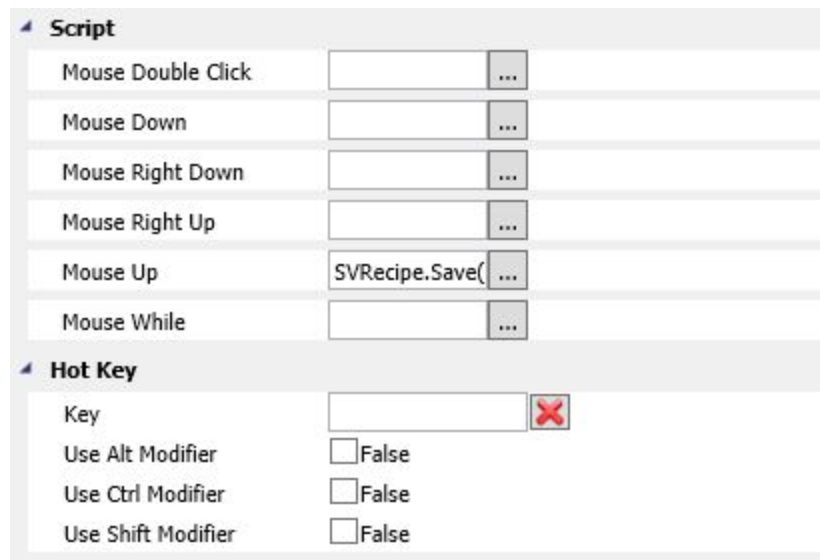 Script
Mouse Double Click ...
Mouse Down ...
Mouse Right Down ...
Mouse Right Up ...
Mouse Up SVRecipe.Save( ...
Mouse While ...
Hot Key
Key
Use Alt Modifier False
Use Ctrl Modifier False
Use Shift Modifier False